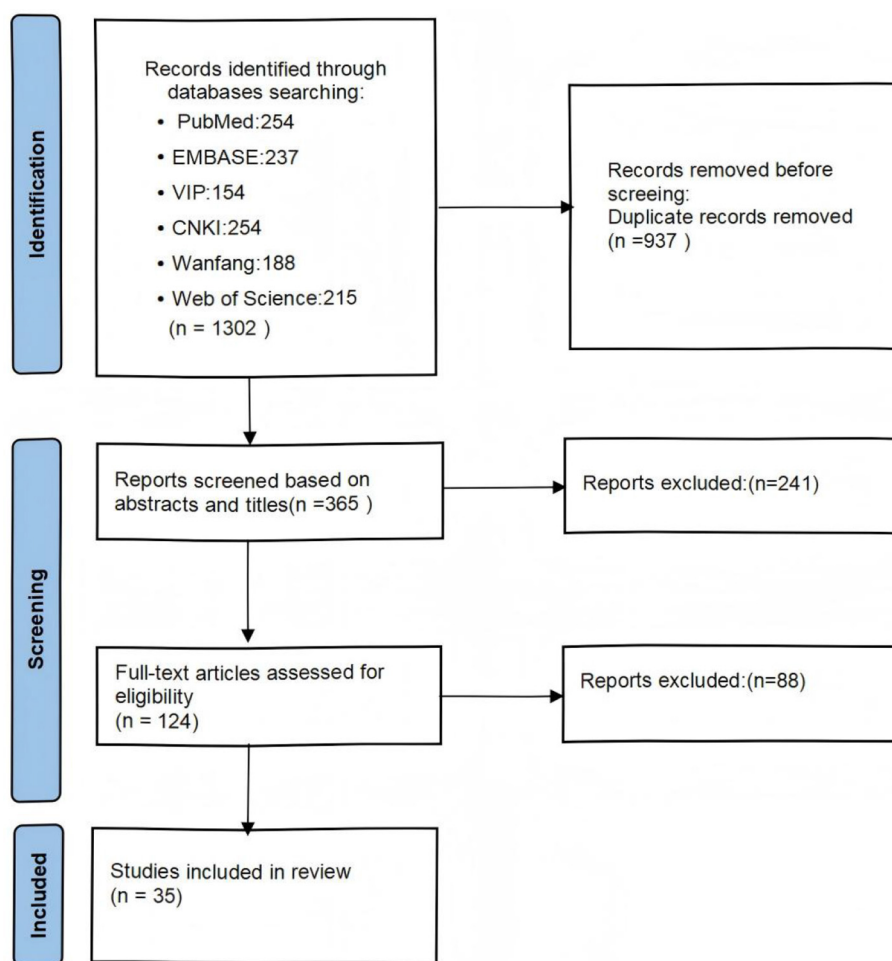 Identification
Records identified through
databases searching:
• PubMed:254
• EMBASE:237
• VIP:154
• CNKI:254
• Wanfang:188
• Web of Science:215
(n = 1302 )
Records removed before
screeing:
Duplicate records removed
(n =937 )
Screening
Reports screened based on
abstracts and titles(n =365 )
Reports excluded:(n=241)
Full-text articles assessed for
eligibility
(n = 124)
Reports excluded:(n=88)
Included
Studies included in review
(n = 35)